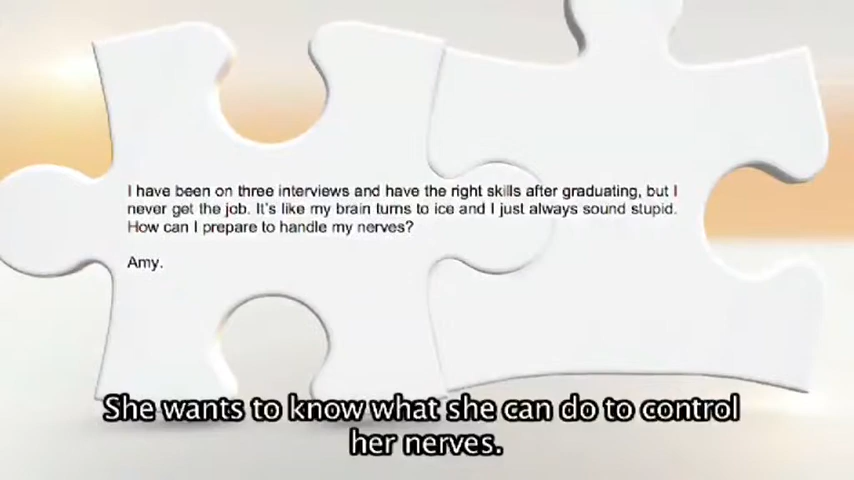 I have been on three interviews and have the right skills after graduating, but I
never get the job. It's like my brain turns to ice and I just always sound stupid.
How can I prepare to handle my nerves?
Amy.
She wants to know what she can do to control
her nerves.